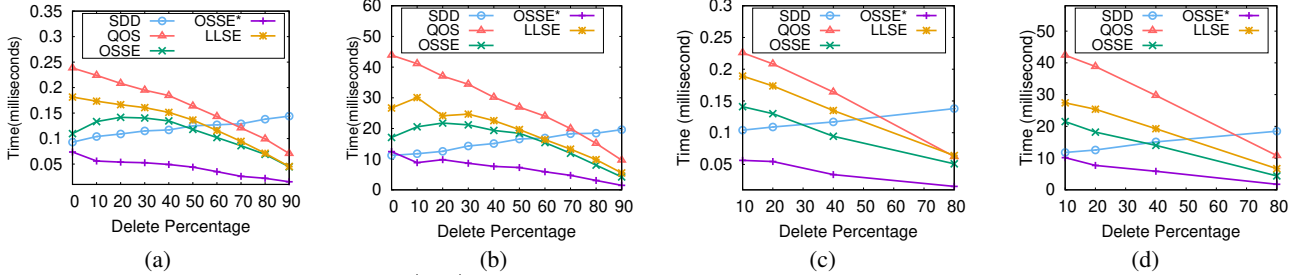 0.35
0.3
0.25
0.2
0.15
0.1
0.05
Time(milliseconds)
SDD
QOS
OSSE
OSSE*
LLSE
0 10 20 30 40 50 60 70 80 90
Delete Percentage
(a)
60
50
40
30
20
10
0
Time(milliseconds)
SDD
QOS
OSSE
OSSE*
LLSE
0 10 20 30 40 50 60 70 80 90
Delete Percentage
(b)
0.3
0.25
0.2
0.15
0.1
0.05
Time (millisecond)
SDD
QOS
OSSE
OSSE*
LLSE
10 20 30 40 50 60 70 80
Delete Percentage
(c)
50
40
30
20
10
0
Time (millisecond)
SDD
QOS
OSSE
OSSE*
LLSE
10 20 30 40 50 60 70 80
Delete Percentage
(d)